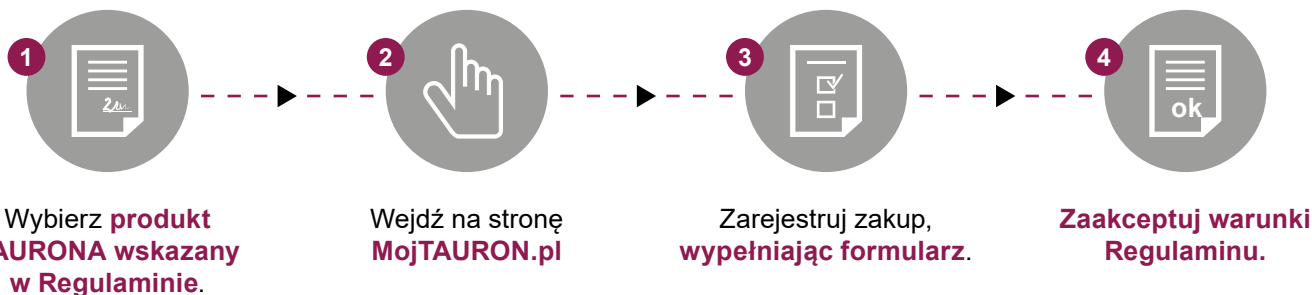 1
2
3
4
ok
Wybierz produkt
AURONA wskazany
w Regulaminie.
Wejdź na stronę
MojTAURON.pl
Zarejestruj zakup,
wypełniając formularz.
Zaakceptuj warunki
Regulaminu.